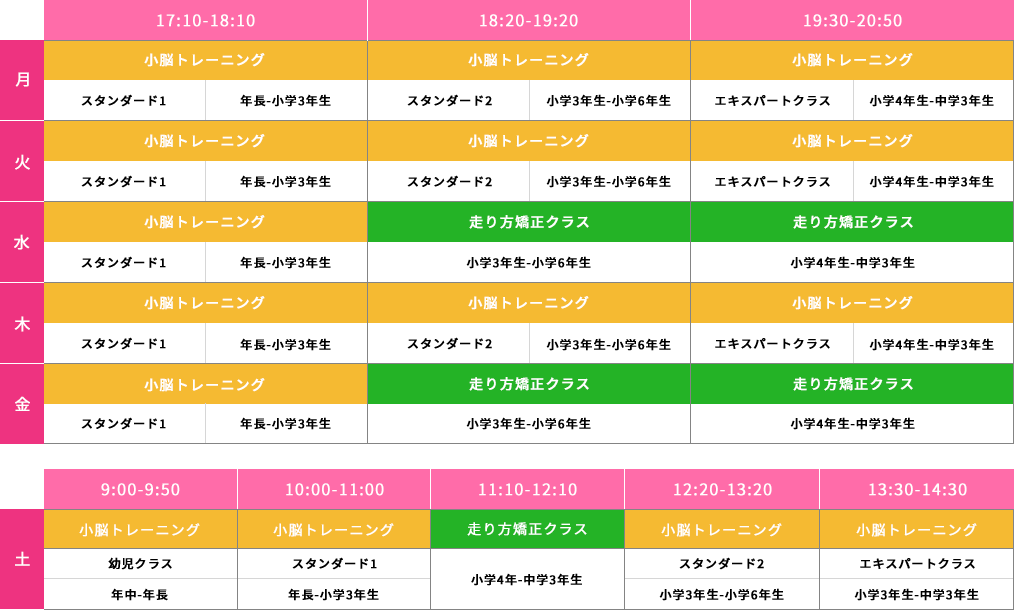 17:10-18:10 18:20-19:20 19:30-20:50
月
小脳トレーニング 小脳トレーニング 小脳トレーニング
スタンダード1 年長-小学3年生 スタンダード2 小学3年生-小学6年生 エキスパートクラス 小学4年生-中学3年生
火
小脳トレーニング 小脳トレーニング 小脳トレーニング
スタンダード1 年長-小学3年生 スタンダード2 小学3年生-小学6年生 エキスパートクラス 小学4年生-中学3年生
水
小脳トレーニング 走り方矯正クラス 走り方矯正クラス
スタンダード1 年長-小学3年生 小学3年生-小学6年生 小学4年生-中学3年生
木
小脳トレーニング 小脳トレーニング 小脳トレーニング
スタンダード1 年長-小学3年生 スタンダード2 小学3年生-小学6年生 エキスパートクラス 小学4年生-中学3年生
金
小脳トレーニング 走り方矯正クラス 走り方矯正クラス
スタンダード1 年長-小学3年生 小学3年生-小学6年生 小学4年生-中学3年生
9:00-9:50 10:00-11:00 11:10-12:10 12:20-13:20 13:30-14:30
土
小脳トレーニング 小脳トレーニング 走り方矯正クラス 小脳トレーニング 小脳トレーニング
幼児クラス スタンダード1 小学4年-中学3年生 スタンダード2 エキスパートクラス
年中-年長 年長-小学3年生 小学3年生-小学6年生 小学3年生-中学3年生